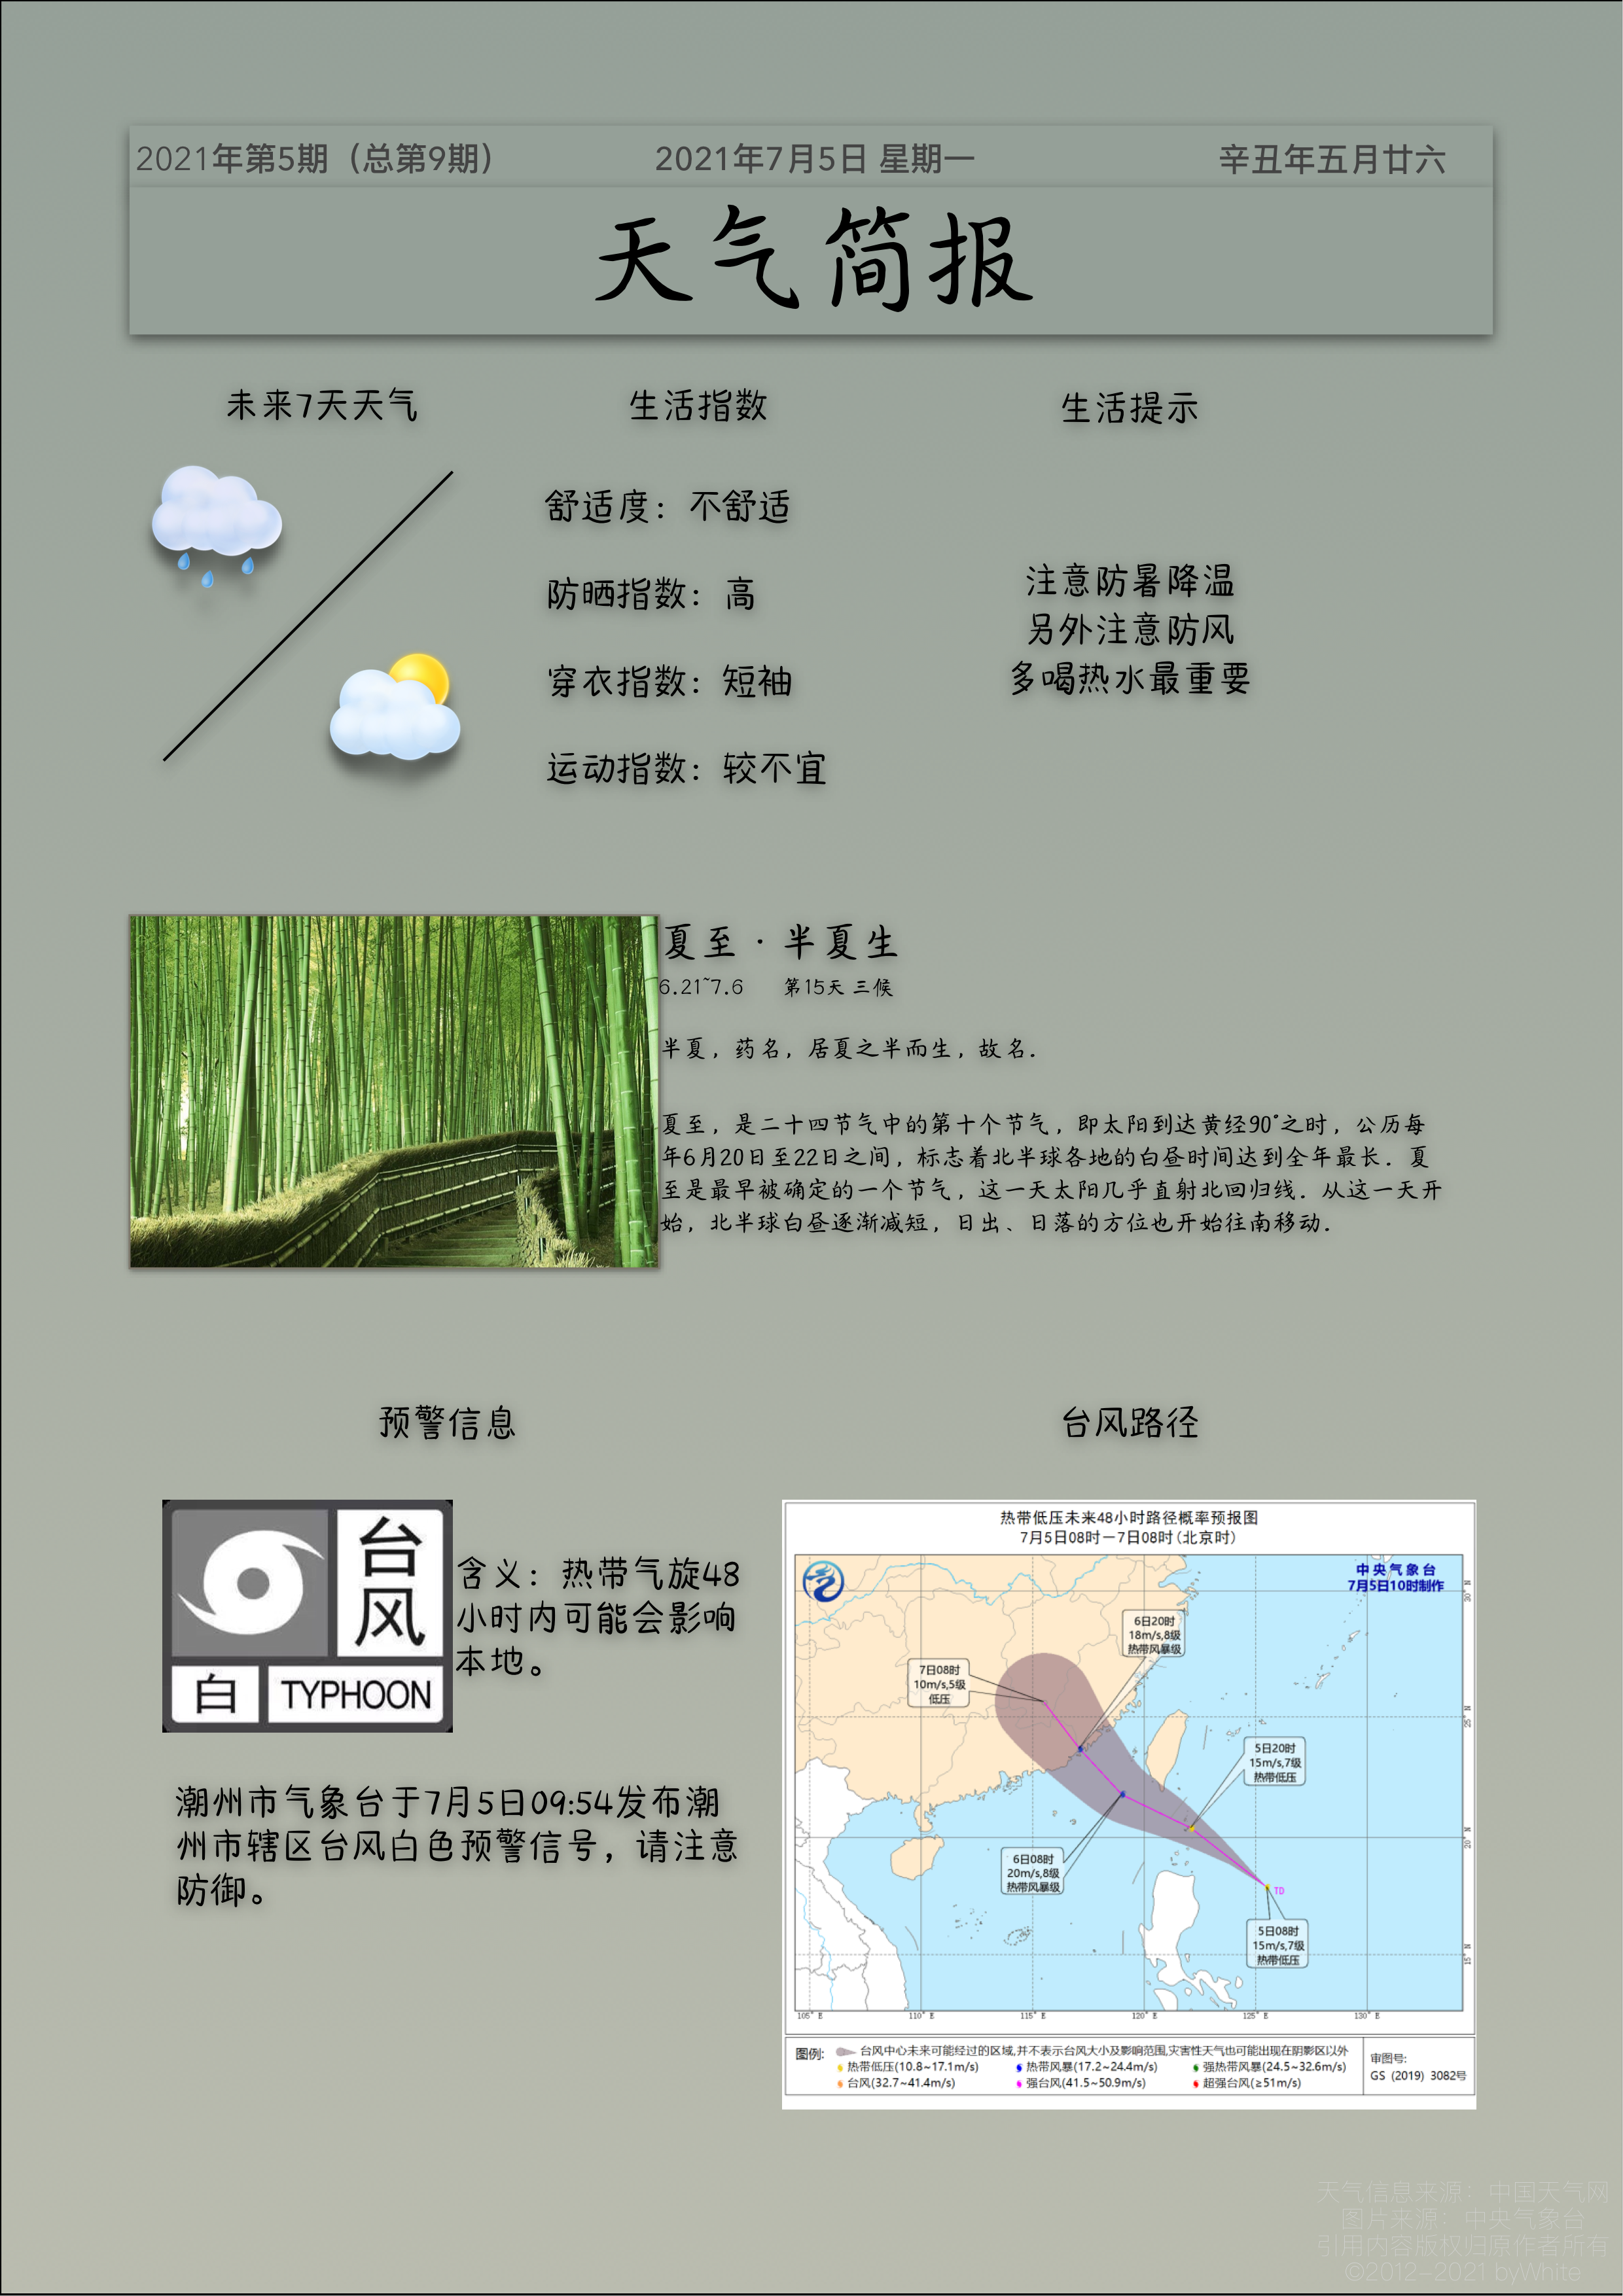 2021年第5期（总第9期）
2021年7月5日 星期一
辛丑年五月廿六
天气简报
未来7天天气
生活指数
舒适度：不舒适
防晒指数：高
穿衣指数：短袖
运动指数：较不宜
生活提示
注意防暑降温
另外注意防风
多喝热水最重要
夏至·半夏生
6.21~7.6 第15天 三候
半夏，药名，居夏之半而生，故名.
夏至，是二十四节气中的第十个节气，即太阳到达黄经90°之时，公历每
年6月20日至22日之间，标志着北半球各地的白昼时间达到全年最长．夏
至是最早被确定的一个节气，这一天太阳几乎直射北回归线．从这一天开
始，北半球白昼逐渐减短，日出、日落的方位也开始往南移动．
预警信息
台风
白 TYPHOON
含义：热带气旋48
小时内可能会影响
本地。
潮州市气象台于7月5日09:54发布潮
州市辖区台风白色预警信号，请注意
防御。
台风路径
热带低压未来48小时路径概率预报图
7月5日08时－7日08时(北京时)
中央气象台
7月5日10时制作
6日20时
18m/s,8级
热带风暴级
7日08时
10m/s,5级
低压
5日20时
15m/s,7级
热带低压
6日08时
20m/s,8级
热带风暴级
TD
5日08时
15m/s,7级
热带低压
30° N
25° N
20° N
15° N
105° E 110° E 115° E 120° E 125° E 130° E
图例: 台风中心未来可能经过的区域,并不表示台风大小及影响范围,灾害性天气也可能出现在阴影区以外
热带低压(10.8~17.1m/s) 热带风暴(17.2~24.4m/s) 强热带风暴(24.5~32.6m/s)
台风(32.7~41.4m/s) 强台风(41.5~50.9m/s) 超强台风(≥51m/s)
审图号:
GS (2019) 3082号
天气信息来源：中国天气网
图片来源：中央气象台
引用内容版权归原作者所有
©2012-2021 byWhite